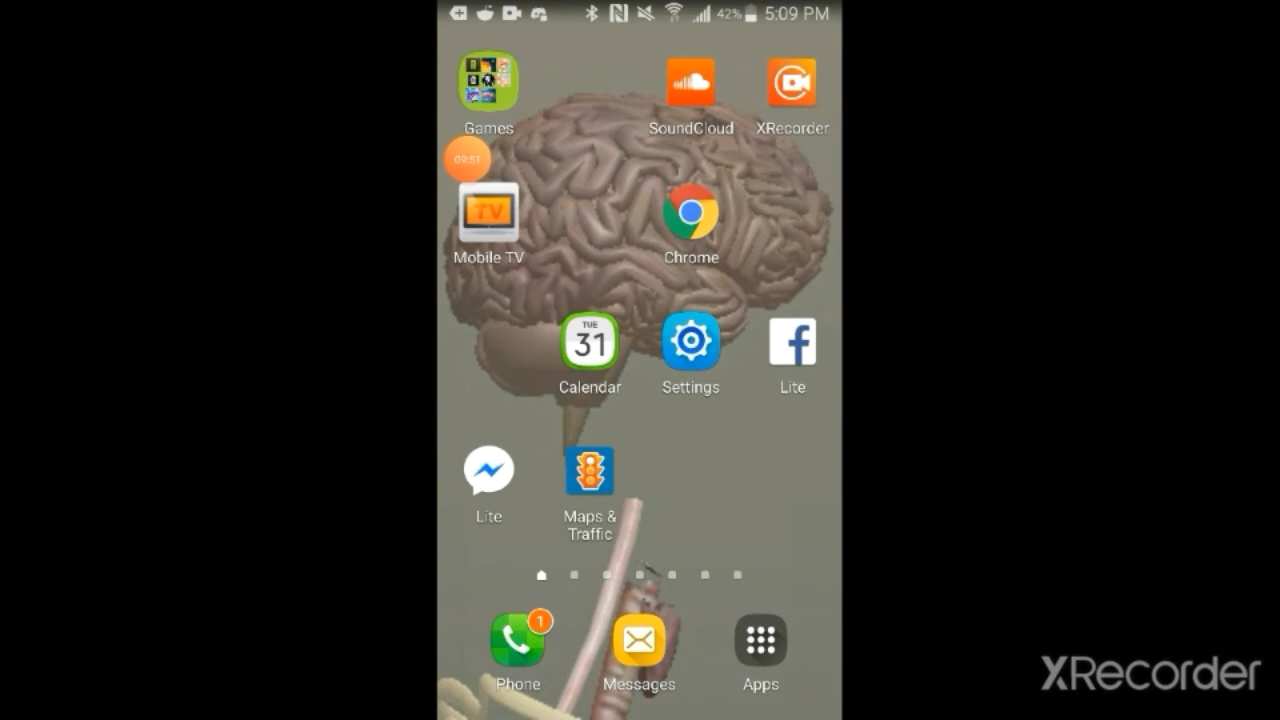 42% 5:09 PM
Games
SoundCloud
XRecorder
09:51
TV
Mobile TV
Chrome
TUE
31
Calendar
Settings
Lite
Lite
Maps &
Traffic
1
Phone
Messages
Apps
XRecorder